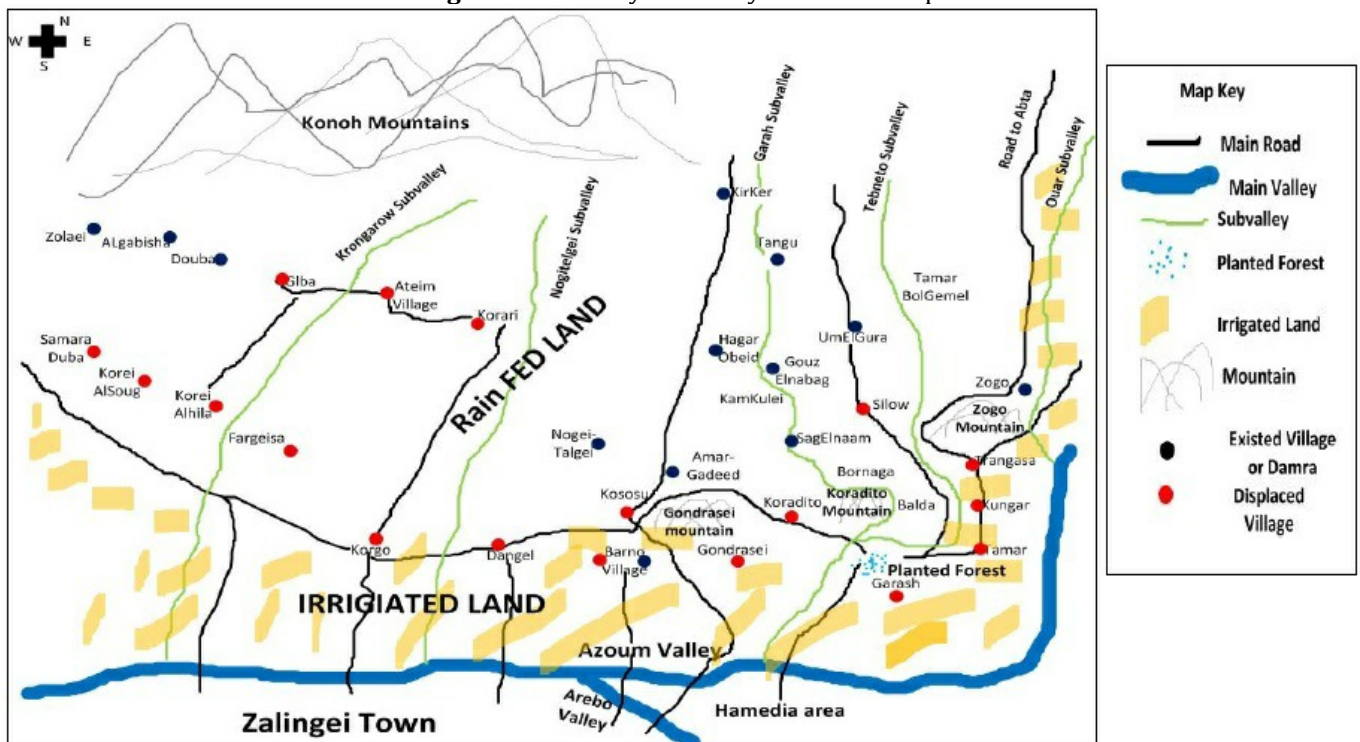 N
W E
S
Konoh Mountains
Garah Subvalley
Tebneto Subvalley
Road to Abta
Ouar Subvalley
Krongarow Subvalley
Nogitelgei Subvalley
KirKer
Zolaei
ALgabisha
Douba
Tangu
Giba
Ateim
Village
Korari
Tamar
BolGemel
UmElGura
Samara
Duba
Korei
AlSoug
Korei
Alhila
Rain FED LAND
Hagar
Obeid
Gouz
Elnabag
KamKulei
Zogo
Zogo
Mountain
Silow
Fargeisa
Nogei-
Talgei
SagElnaam
Amar-
Gadeed
Bornaga
Trangasa
Kososu
Gondrasei
mountain
Koradito
Koradito
Mountain
Balda
Kungar
Korgo
Dangel
Barno
Village
Gondrasei
Tamar
Planted Forest
Garash
IRRIGIATED LAND
Azoum Valley
Arebo
Valley
Hamedia area
Zalingei Town
Map Key
Main Road
Main Valley
Subvalley
Planted Forest
Irrigated Land
Mountain
Existed Village
or Damra
Displaced
Village